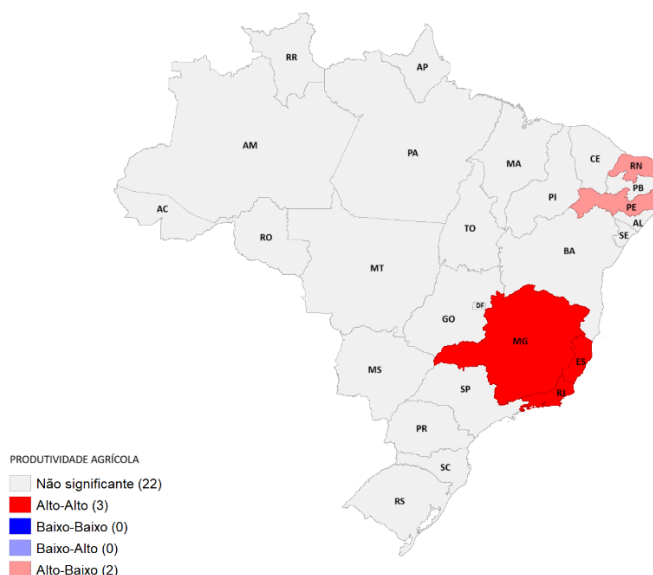 RR
AP
AM
PA
MA
CE
RN
PB
PI
PE
AL
SE
AC
RO
TO
BA
MT
DF
GO
MG
ES
MS
SP
RJ
PR
SC
RS
PRODUTIVIDADE AGRÍCOLA
Não significante (22)
Alto-Alto (3)
Baixo-Baixo (0)
Baixo-Alto (0)
Alto-Baixo (2)